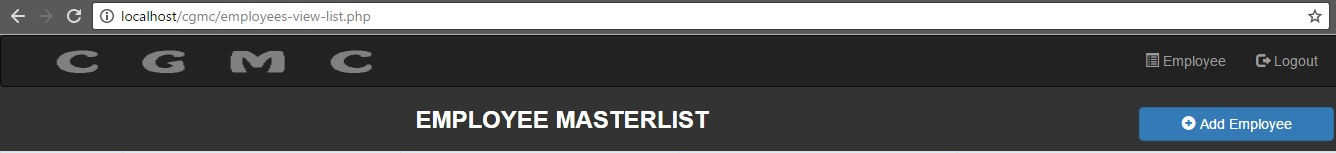 localhost/cgmc/employees-view-list.php
C G M C
Employee Logout
EMPLOYEE MASTERLIST
Add Employee